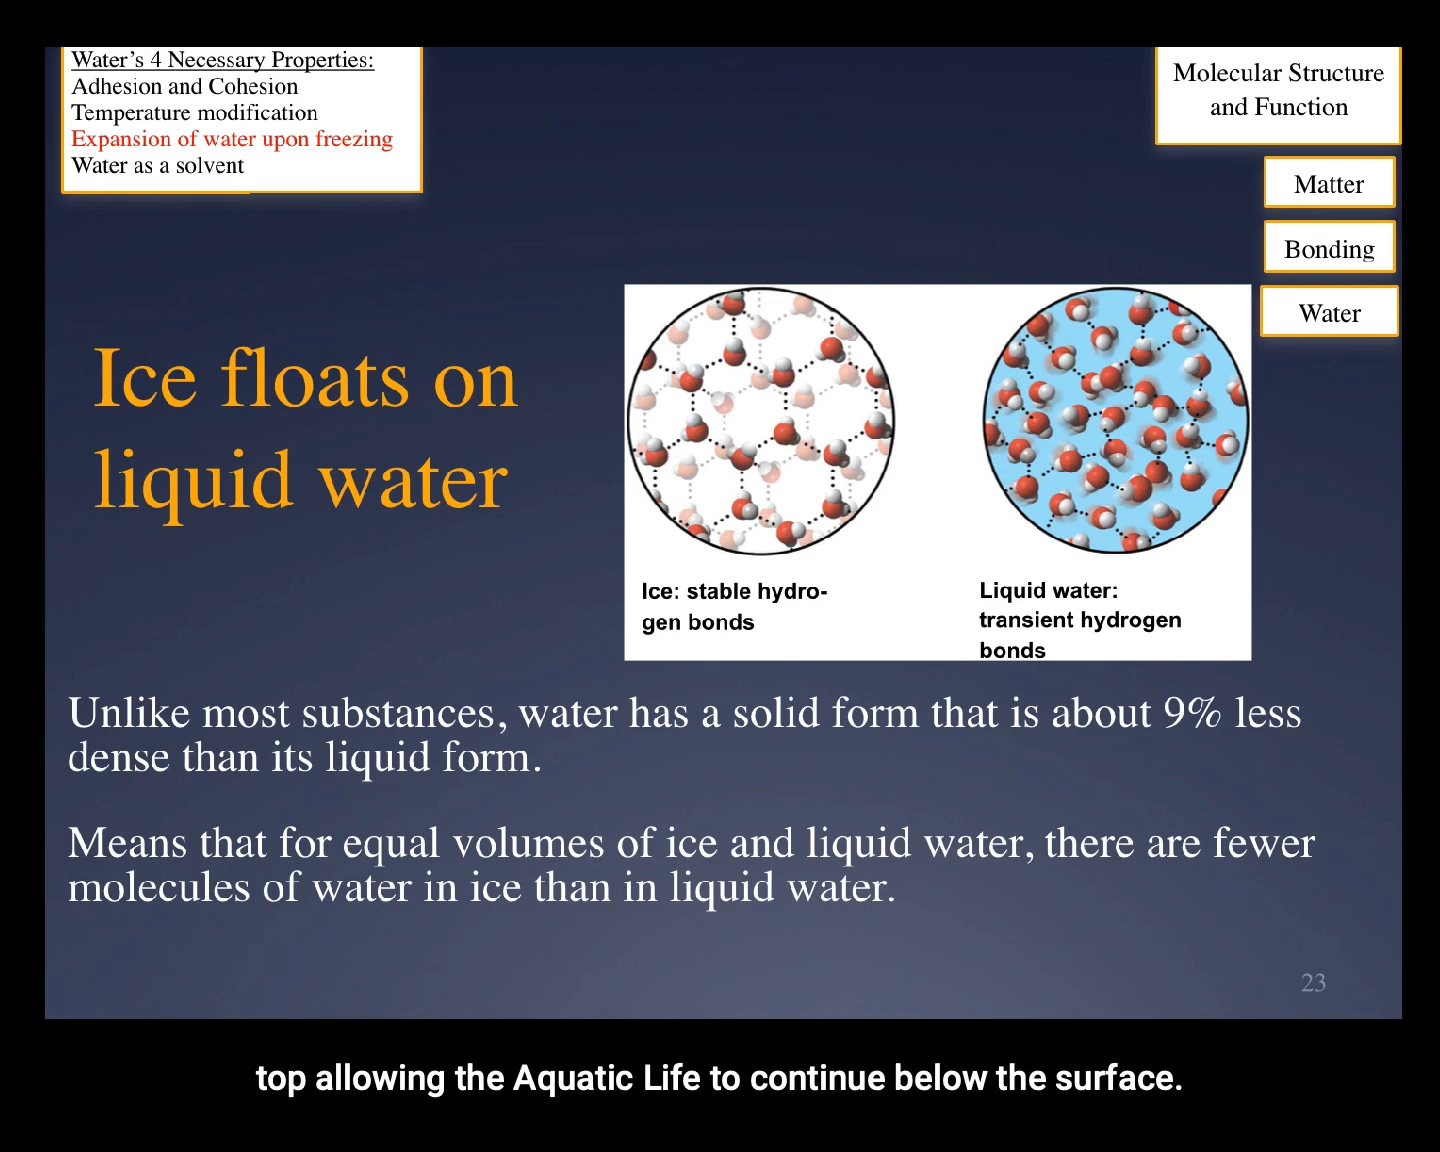 Water’s 4 Necessary Properties:
Adhesion and Cohesion
Temperature modification
Expansion of water upon freezing
Water as a solvent
Molecular Structure
and Function
Matter
Bonding
Water
Ice floats on
liquid water
Ice: stable hydro-
gen bonds
Liquid water:
transient hydrogen
bonds
Unlike most substances, water has a solid form that is about 9% less
dense than its liquid form.
Means that for equal volumes of ice and liquid water, there are fewer
molecules of water in ice than in liquid water.
23
top allowing the Aquatic Life to continue below the surface.